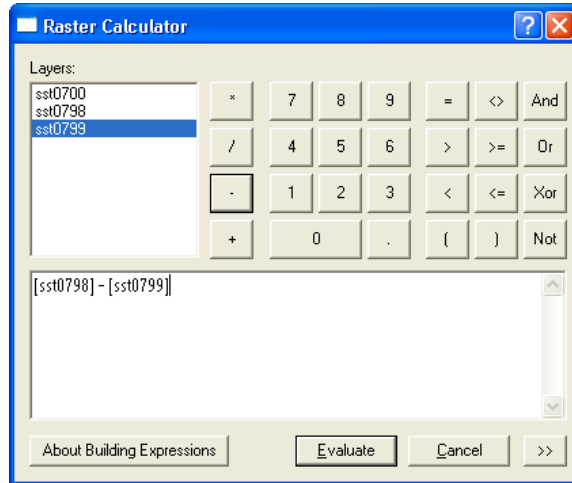 Raster Calculator
Layers:
sst0700
sst0798
sst0799
* 7 8 9 = <> And
/ 4 5 6 > >= Or
- 1 2 3 < <= Xor
+ 0 . ( ) Not
[sst0798] - [sst0799]
About Building Expressions Evaluate Cancel >>